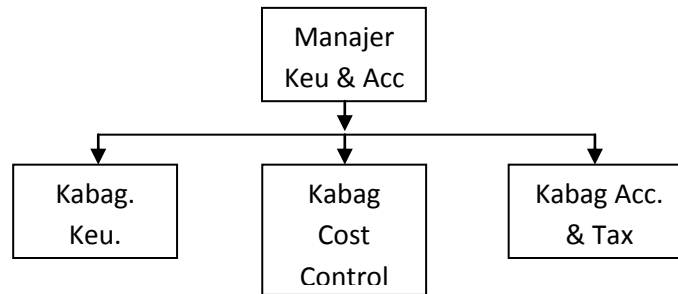 Manajer
Keu & Acc
Kabag.
Keu.
Kabag
Cost
Control
Kabag Acc.
& Tax